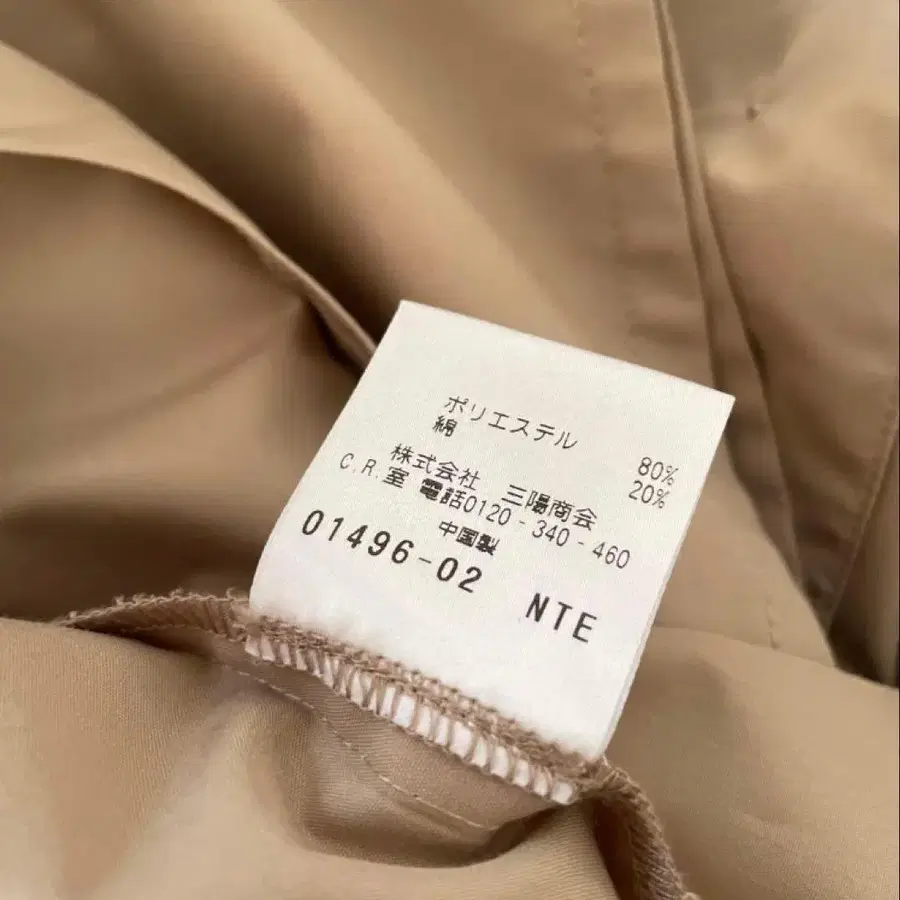 ポリエステル 80%
綿 20%
株式会社 三陽商会
C.R.室 電話0120-340-460
中国製
01496-02 NTE